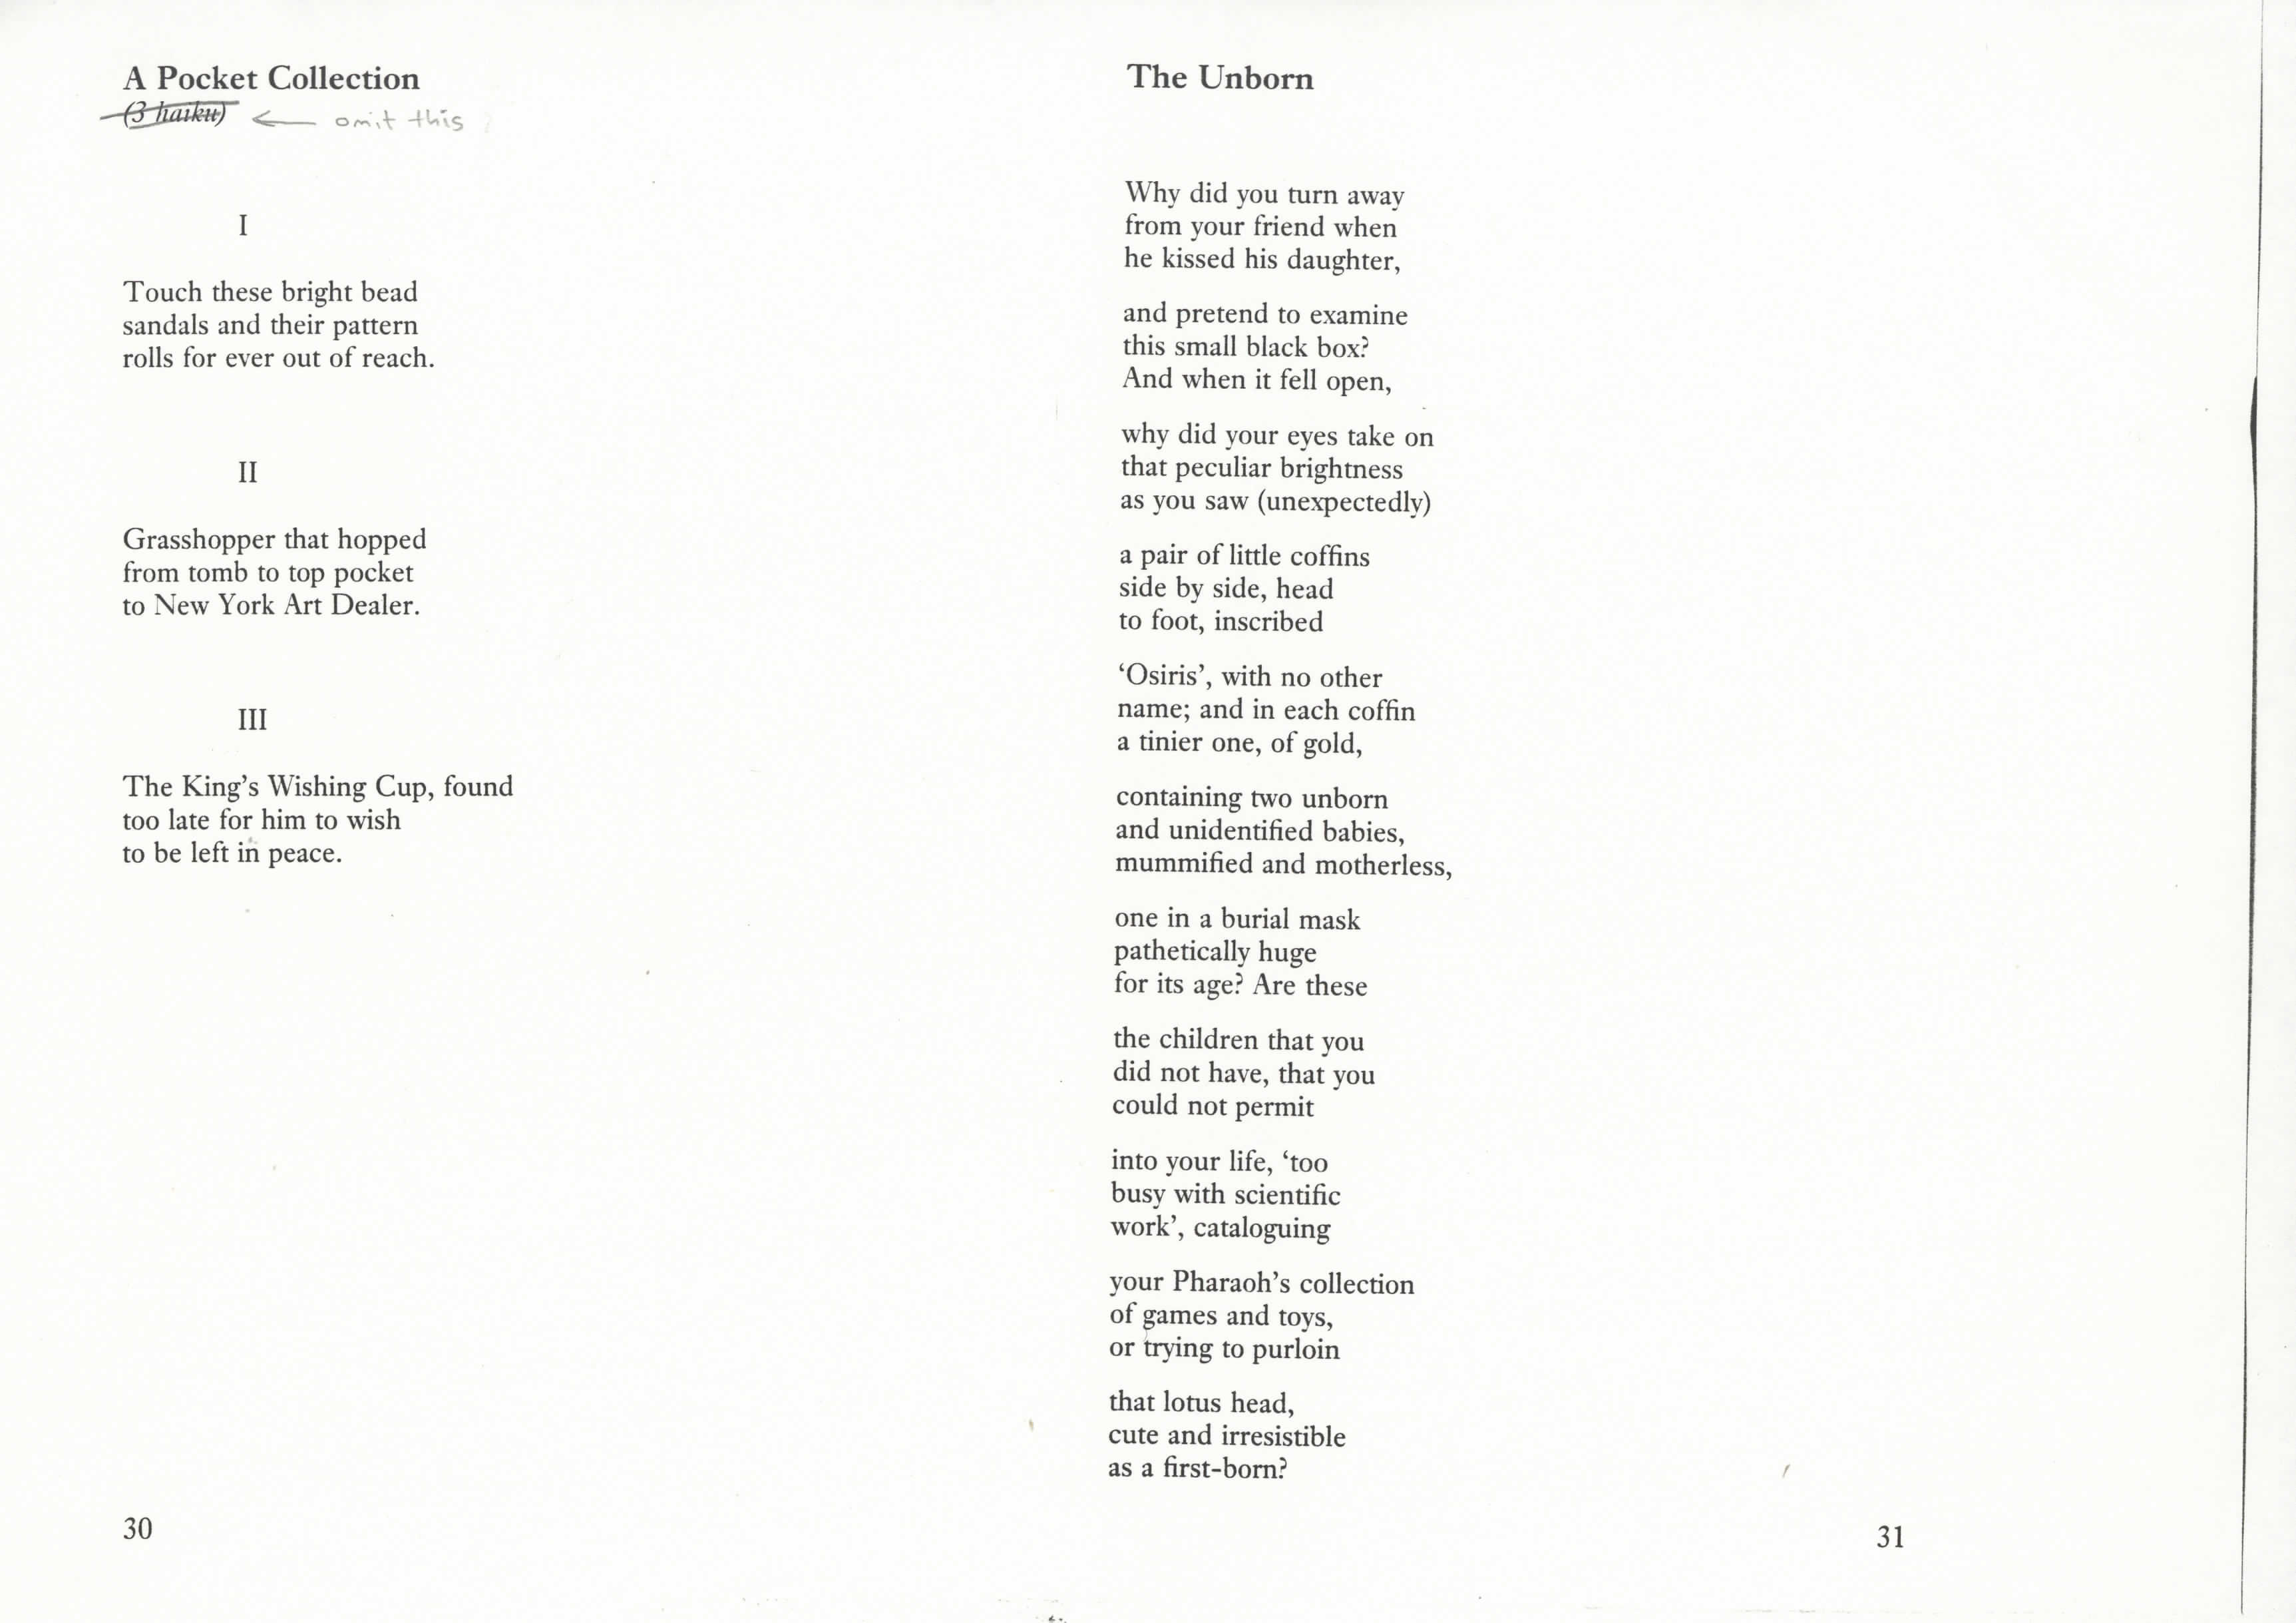 A Pocket Collection
(3 haiku) ← omit this
I
Touch these bright bead
sandals and their pattern
rolls for ever out of reach.
II
Grasshopper that hopped
from tomb to top pocket
to New York Art Dealer.
III
The King’s Wishing Cup, found
too late for him to wish
to be left in peace.
30
The Unborn
Why did you turn away
from your friend when
he kissed his daughter,
and pretend to examine
this small black box?
And when it fell open,
why did your eyes take on
that peculiar brightness
as you saw (unexpectedly)
a pair of little coffins
side by side, head
to foot, inscribed
‘Osiris’, with no other
name; and in each coffin
a tinier one, of gold,
containing two unborn
and unidentified babies,
mummified and motherless,
one in a burial mask
pathetically huge
for its age? Are these
the children that you
did not have, that you
could not permit
into your life, ‘too
busy with scientific
work’, cataloguing
your Pharaoh’s collection
of games and toys,
or trying to purloin
that lotus head,
cute and irresistible
as a first-born?
31